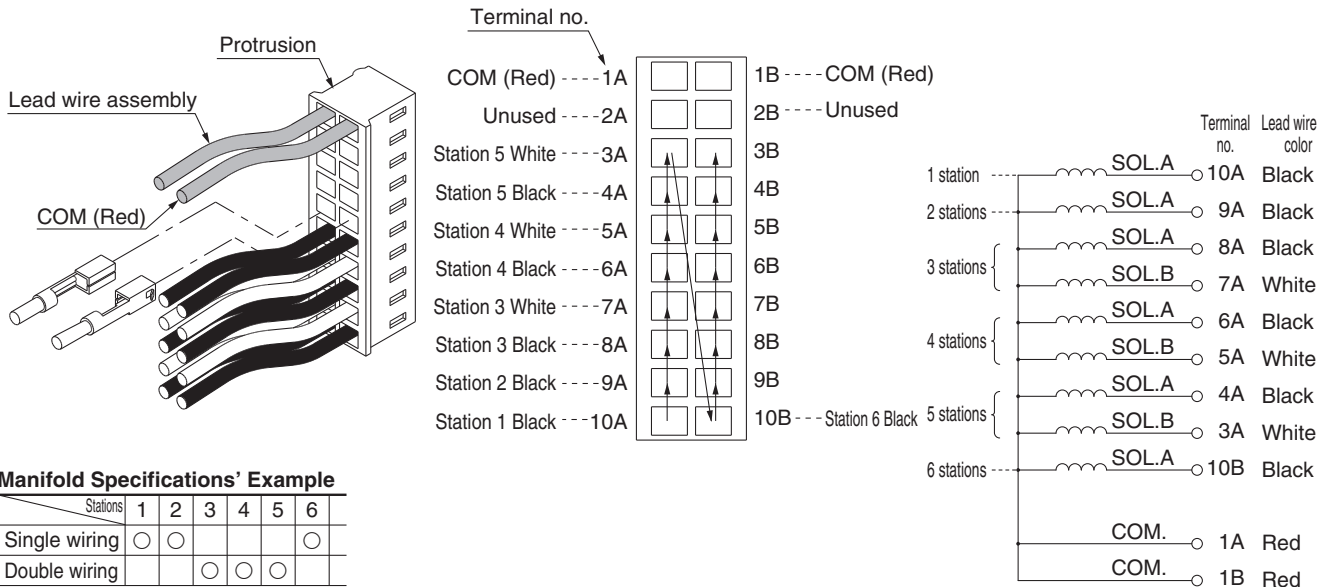 Terminal no.
Protrusion
Lead wire assembly
COM (Red)
COM (Red) ----1A
Unused ----2A
Station 5 White ----3A
Station 5 Black ----4A
Station 4 White ----5A
Station 4 Black ----6A
Station 3 White ----7A
Station 3 Black ----8A
Station 2 Black ----9A
Station 1 Black ---10A
1B ----COM (Red)
2B ----Unused
3B
4B
5B
6B
7B
8B
9B
10B---Station 6 Black
Terminal no. Lead wire color
1 station --- SOL.A 10A Black
2 stations --- SOL.A 9A Black
3 stations SOL.A 8A Black
SOL.B 7A White
4 stations SOL.A 6A Black
SOL.B 5A White
5 stations SOL.A 4A Black
SOL.B 3A White
6 stations --- SOL.A 10B Black
COM. 1A Red
COM. 1B Red
Manifold Specifications' Example
Stations 1 2 3 4 5 6
Single wiring ○ ○ ○
Double wiring ○ ○ ○